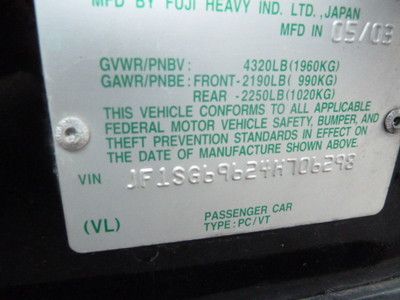 MFD BY FUJI HEAVY IND. LTD., JAPAN
MFD IN 05/03
GVWR/PNBV : 4320LB(1960KG)
GAWR/PNBE : FRONT-2190LB( 990KG)
REAR -2250LB(1020KG)
THIS VEHICLE CONFORMS TO ALL APPLICABLE
FEDERAL MOTOR VEHICLE SAFETY, BUMPER, AND
THEFT PREVENTION STANDARDS IN EFFECT ON
THE DATE OF MANUFACTURE SHOWN ABOVE.
VIN JF1SG69624H706298
PASSENGER CAR
(VL) TYPE : PC/VT